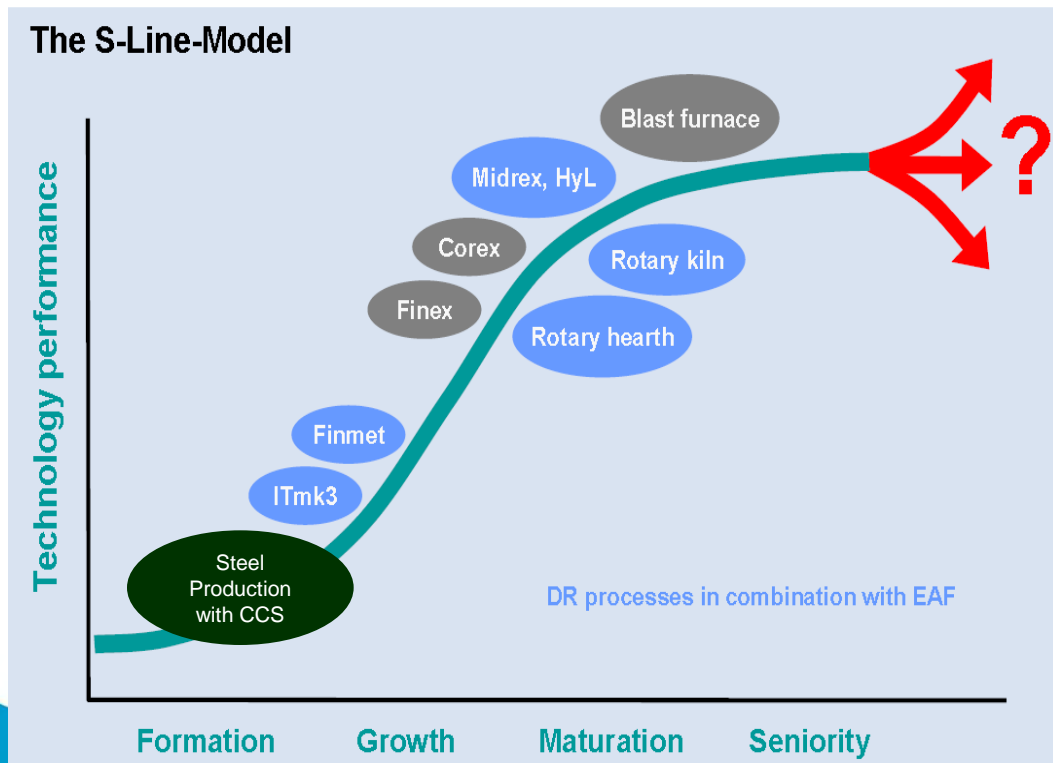 The S-Line-Model
Technology performance
Blast furnace
Midrex, HyL
Corex
Rotary kiln
Finex
Rotary hearth
Finmet
ITmk3
Steel
Production
with CCS
DR processes in combination with EAF
?
Formation
Growth
Maturation
Seniority